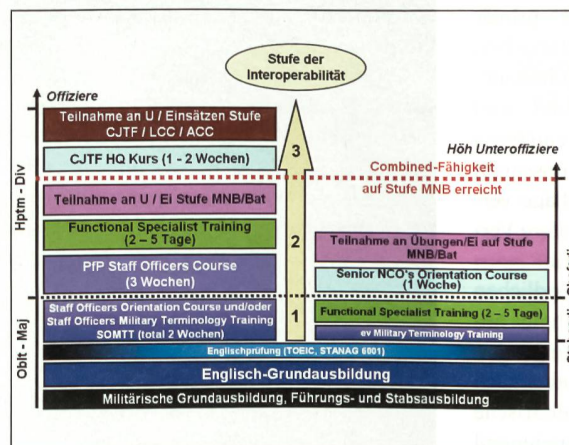 Stufe der
Interoperabilität
Offiziere
Teilnahme an U / Einsätzen Stufe
CJTF / LCC / ACC
CJTF HQ Kurs (1 - 2 Wochen)
3
Höh Unteroffiziere
Combined-Fähigkeit
auf Stufe MNB erreicht
Hptm - Div
Teilnahme an U / Ei Stufe MNB/Bat
Functional Specialist Training
(2 – 5 Tage)
PfP Staff Officers Course
(3 Wochen)
2
Teilnahme an Übungen/Ei auf Stufe
MNB/Bat
Senior NCO's Orientation Course
(1 Woche)
Oblt - Maj
Staff Officers Orientation Course und/oder
Staff Officers Military Terminology Training
SOMTT (total 2 Wochen)
1
Functional Specialist Training (2 – 5 Tage)
ev Military Terminology Training
Englischprüfung (TOEIC, STANAG 6001)
Englisch-Grundausbildung
Militärische Grundausbildung, Führungs- und Stabsausbildung